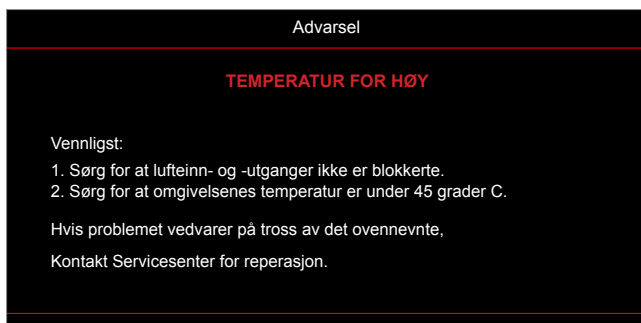 Advarsel
TEMPERATUR FOR HØY
Vennligst:
1. Sørg for at lufteinn- og -utganger ikke er blokkerte.
2. Sørg for at omgivelsenes temperatur er under 45 grader C.
Hvis problemet vedvarer på tross av det ovennevnte,
Kontakt Servicesenter for reperasjon.